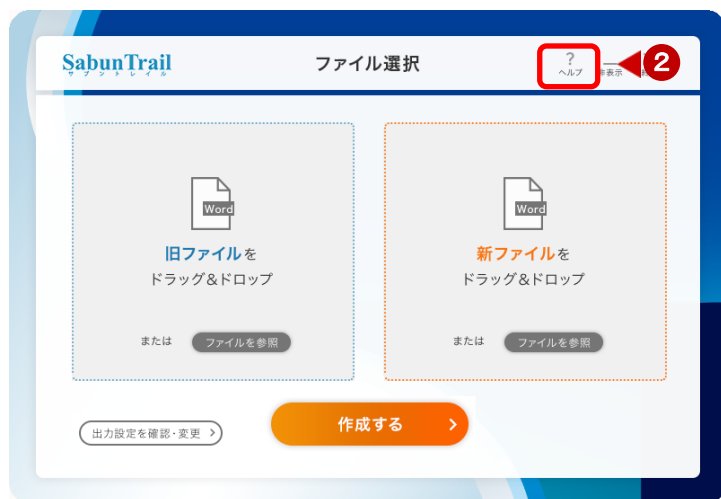 SabunTrail
サブントレイル
ファイル選択
?
ヘルプ
非表示
2
Word
旧ファイルを
ドラッグ&ドロップ
または
ファイルを参照
Word
新ファイルを
ドラッグ&ドロップ
または
ファイルを参照
出力設定を確認・変更 >
作成する >